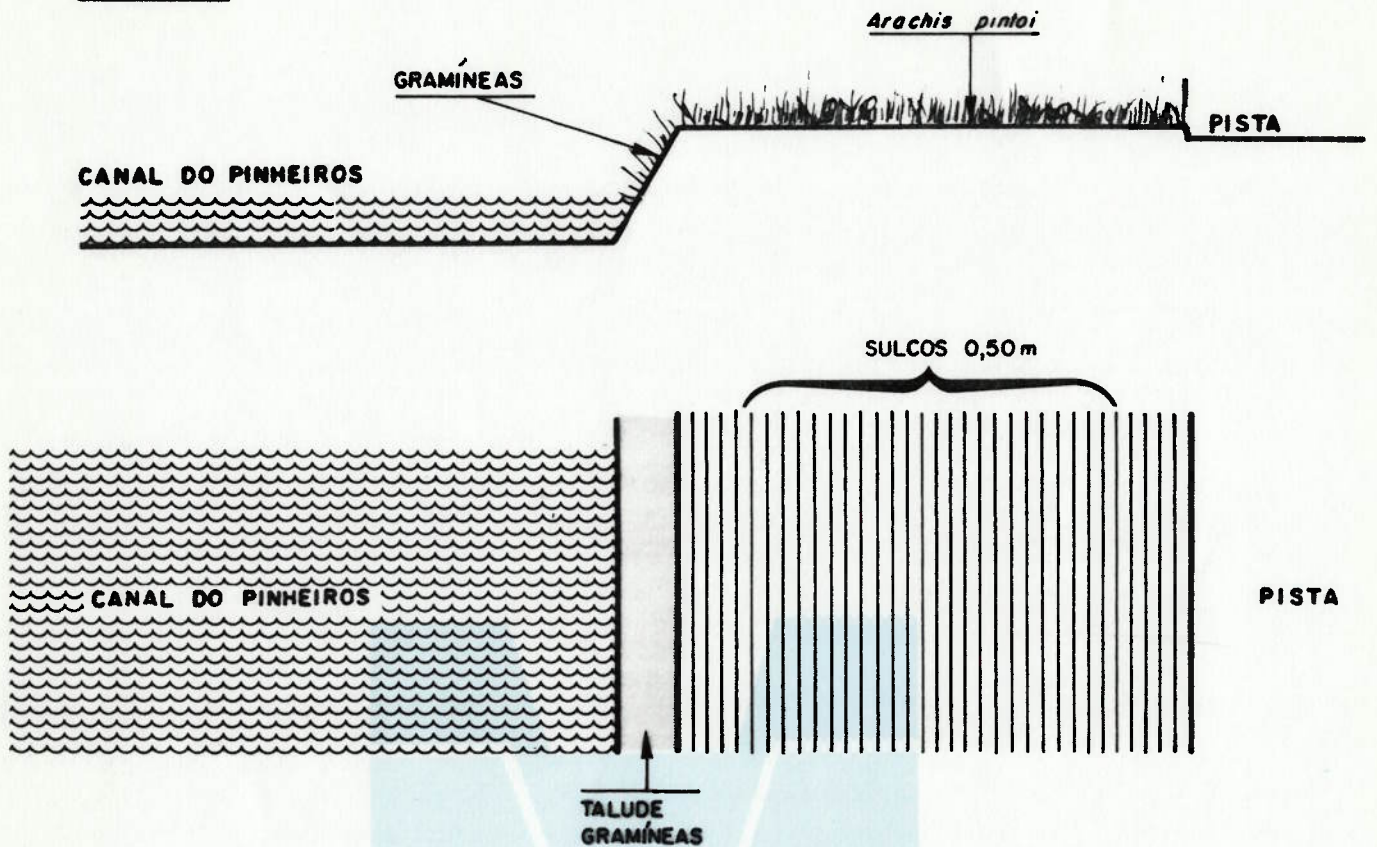 Arachis pintoi
GRAMÍNEAS
PISTA
CANAL DO PINHEIROS
SULCOS 0,50 m
CANAL DO PINHEIROS
PISTA
TALUDE
GRAMÍNEAS